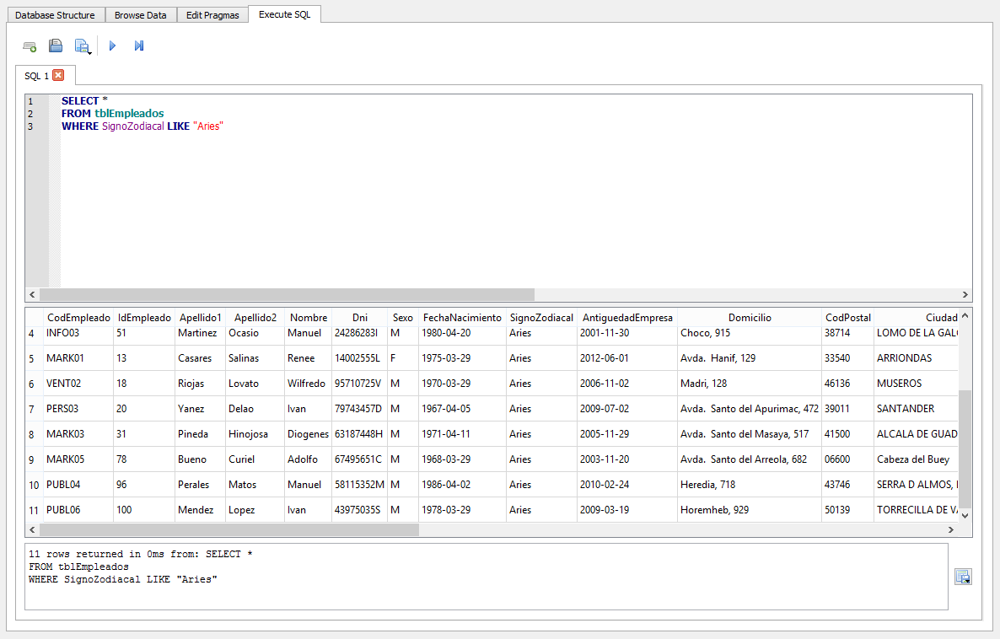 Database Structure Browse Data Edit Pragmas Execute SQL
SQL 1
1 SELECT *
2 FROM tblEmpleados
3 WHERE SignoZodiacal LIKE "Aries"
CodEmpleado IdEmpleado Apellido1 Apellido2 Nombre Dni Sexo FechaNacimiento SignoZodiacal AntiguedadEmpresa Domicilio CodPostal Ciudad
4 INFO03 51 Martinez Ocasio Manuel 24286283I M 1980-04-20 Aries 2001-11-30 Choco, 915 38714 LOMO DE LA GAL
5 MARK01 13 Casares Salinas Renee 14002555L F 1975-03-29 Aries 2012-06-01 Avda. Hanif, 129 33540 ARRIONDAS
6 VENT02 18 Riojas Lovato Wilfredo 95710725V M 1970-03-29 Aries 2006-11-02 Madri, 128 46136 MUSEROS
7 PERS03 20 Yanez Delao Ivan 79743457D M 1967-04-05 Aries 2009-07-02 Avda. Santo del Apurimac, 472 39011 SANTANDER
8 MARK03 31 Pineda Hinojosa Diogenes 63187448H M 1971-04-11 Aries 2005-11-29 Avda. Santo del Masaya, 517 41500 ALCALA DE GUAD
9 MARK05 78 Bueno Curiel Adolfo 67495651C M 1968-03-29 Aries 2003-11-20 Avda. Santo del Arreola, 682 06600 Cabeza del Buey
10 PUBL04 96 Perales Matos Manuel 58115352M M 1986-04-02 Aries 2010-02-24 Heredia, 718 43746 SERRA D ALMOS,
11 PUBL06 100 Mendez Lopez Ivan 43975035S M 1978-03-29 Aries 2009-03-19 Horemheb, 929 50139 TORRECILLA DE VA
11 rows returned in 0ms from: SELECT *
FROM tblEmpleados
WHERE SignoZodiacal LIKE "Aries"